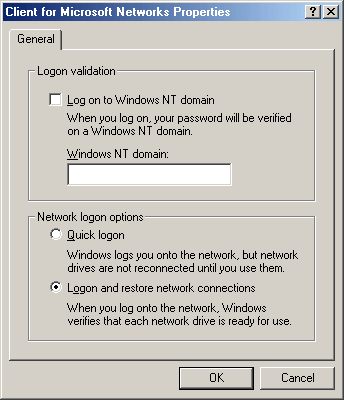 Client for Microsoft Networks Properties
General
Logon validation
Log on to Windows NT domain
When you log on, your password will be verified
on a Windows NT domain.
Windows NT domain:
Network logon options
Quick logon
Windows logs you onto the network, but network
drives are not reconnected until you use them.
Logon and restore network connections
When you log onto the network, Windows
verifies that each network drive is ready for use.
OK
Cancel